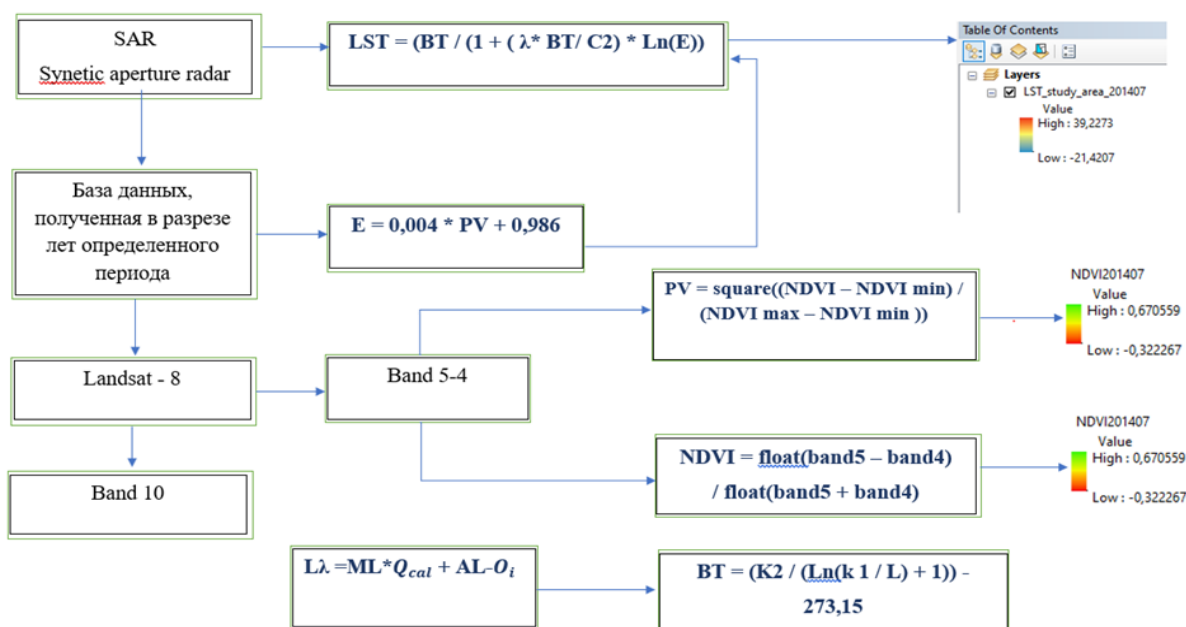 SAR
Synetic aperture radar
LST = (BT / (1 + ( λ* BT/ C2) * Ln(E))
Table Of Contents
Layers
LST_study_area_201407
Value
High : 39,2273
Low : -21,4207
База данных,
полученная в разрезе
лет определенного
периода
E = 0,004 * PV + 0,986
PV = square((NDVI – NDVI min) /
(NDVI max – NDVI min ))
NDVI201407
Value
High : 0,670559
Low : -0,322267
Landsat - 8
Band 5-4
NDVI = float(band5 – band4)
/ float(band5 + band4)
NDVI201407
Value
High : 0,670559
Low : -0,322267
Band 10
Lλ =ML*Qcal + AL-Oi
BT = (K2 / (Ln(k 1 / L) + 1)) -
273,15